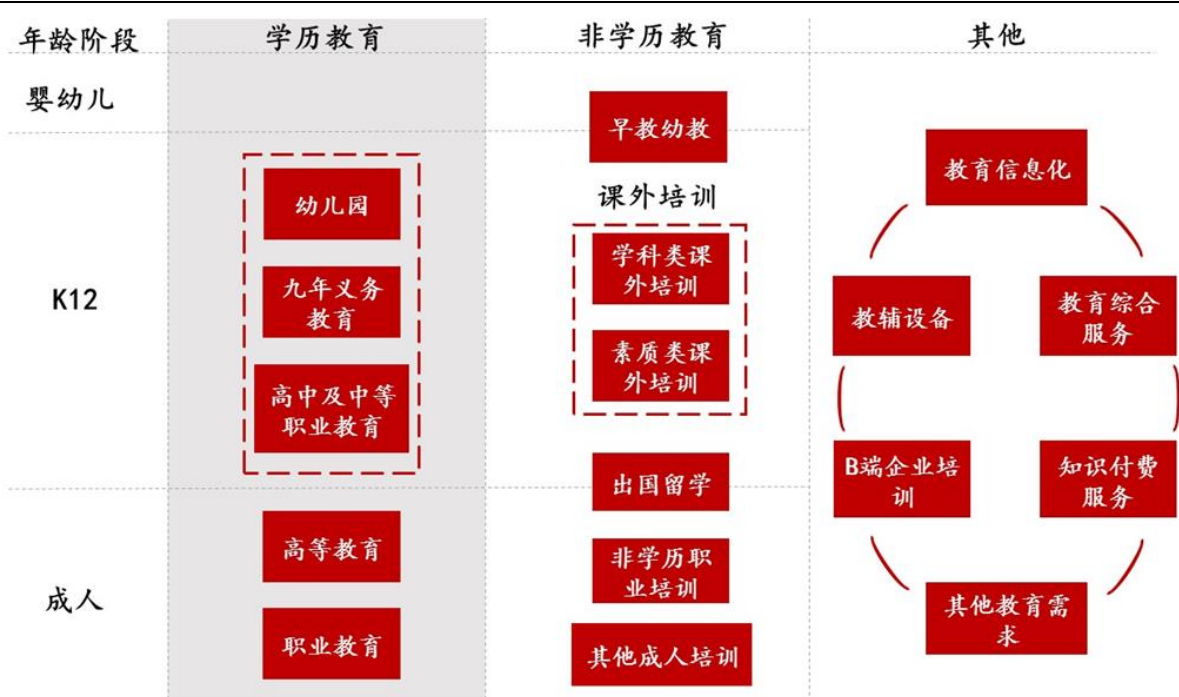 年龄阶段
学历教育
非学历教育
其他
婴幼儿
早教幼教
K12
幼儿园
九年义务
教育
高中及中等
职业教育
课外培训
学科类课
外培训
素质类课
外培训
出国留学
成人
高等教育
职业教育
非学历职
业培训
其他成人培训
教育信息化
教辅设备
教育综合
服务
B端企业培
训
知识付费
服务
其他教育需
求